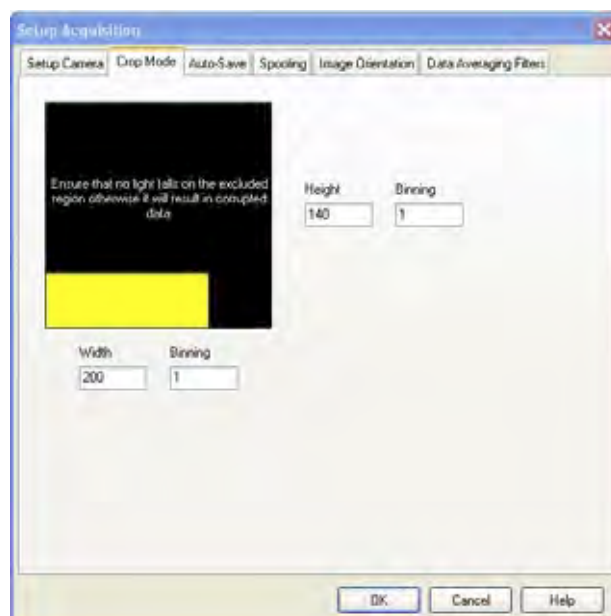 Setup Acquisition
Setup Camera Crop Mode Auto-Save Spooling Image Orientation Data Averaging Filters
Ensure that no light falls on the excluded
region otherwise it will result in corrupted
data
Height Binning
140 1
Width Binning
200 1
OK Cancel Help